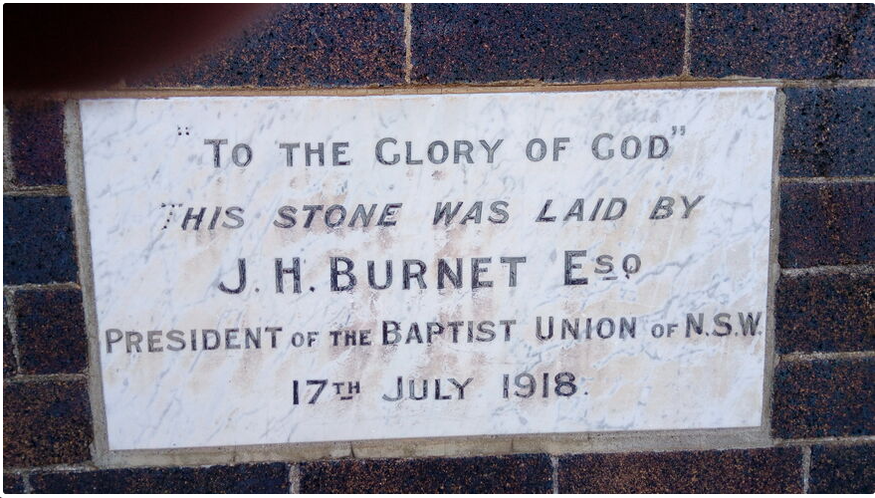 "TO THE GLORY OF GOD"
THIS STONE WAS LAID BY
J. H. BURNET ESQ
PRESIDENT OF THE BAPTIST UNION OF N.S.W.
17TH JULY 1918.